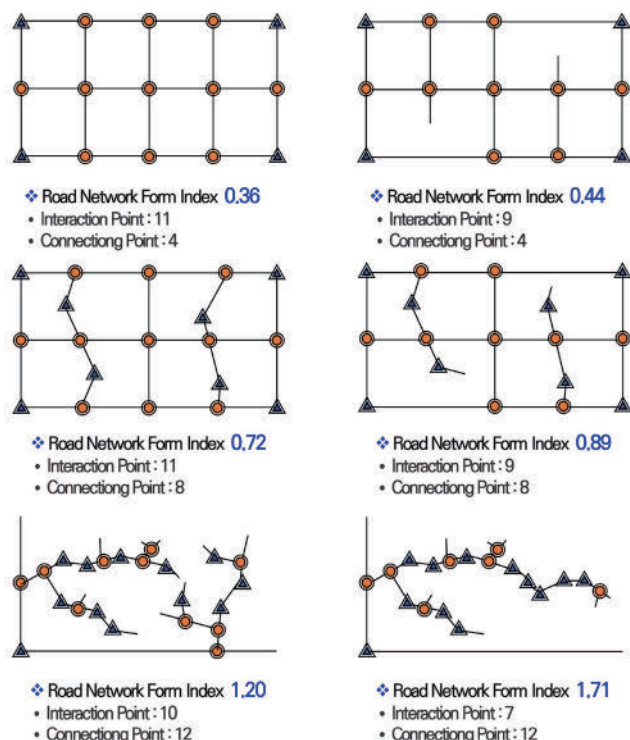 ❖ Road Network Form Index 0.36
• Interaction Point : 11
• Connectiong Point : 4
❖ Road Network Form Index 0.44
• Interaction Point : 9
• Connectiong Point : 4
❖ Road Network Form Index 0.72
• Interaction Point : 11
• Connectiong Point : 8
❖ Road Network Form Index 0.89
• Interaction Point : 9
• Connectiong Point : 8
❖ Road Network Form Index 1.20
• Interaction Point : 10
• Connectiong Point : 12
❖ Road Network Form Index 1.71
• Interaction Point : 7
• Connectiong Point : 12